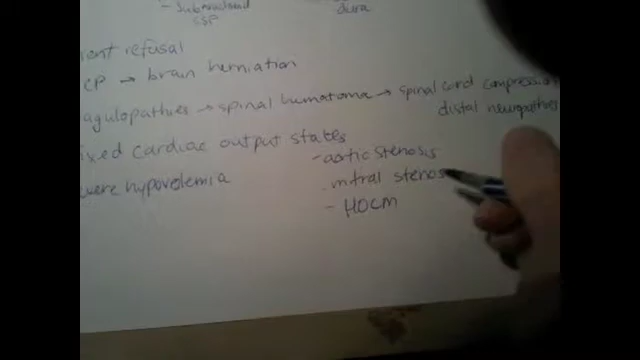 - Subarachnoid
CSF
dura
ent refusal
CP → brain herniation
agulopathies → spinal hematoma → spinal cord compression
distal neuropathies
ixed cardiac output states
- aortic stenosis
ere hypovolemia
- mitral stenos
- HOCM